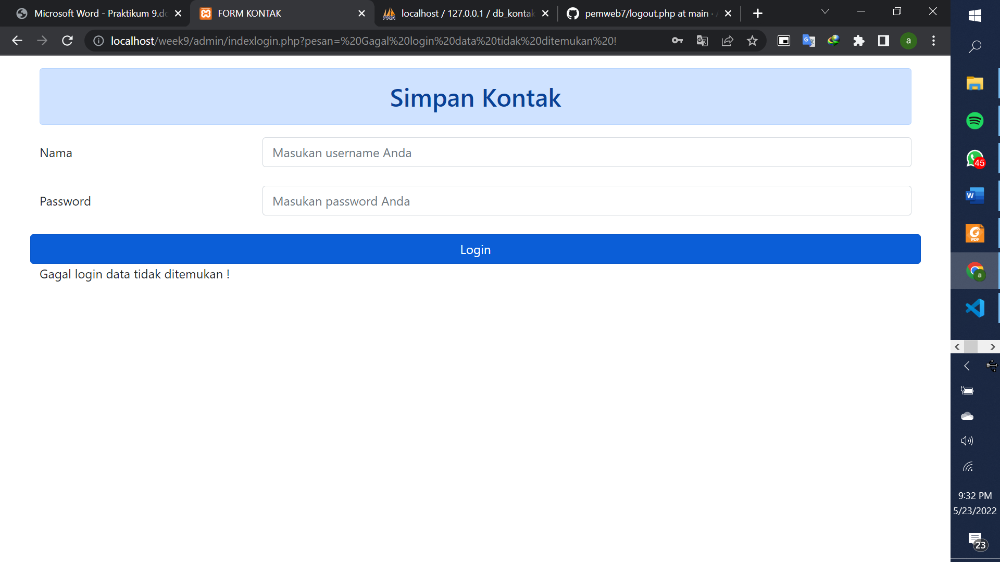 Microsoft Word - Praktikum 9.dc
FORM KONTAK
localhost / 127.0.0.1 / db_kontak
pemweb7/logout.php at main ·
localhost/week9/admin/indexlogin.php?pesan=%20Gagal%20login%20data%20tidak%20ditemukan%20!
a
Simpan Kontak
Nama
Masukan username Anda
Password
Masukan password Anda
Login
Gagal login data tidak ditemukan !
45
W
PDF
a
9:32 PM
5/23/2022
23